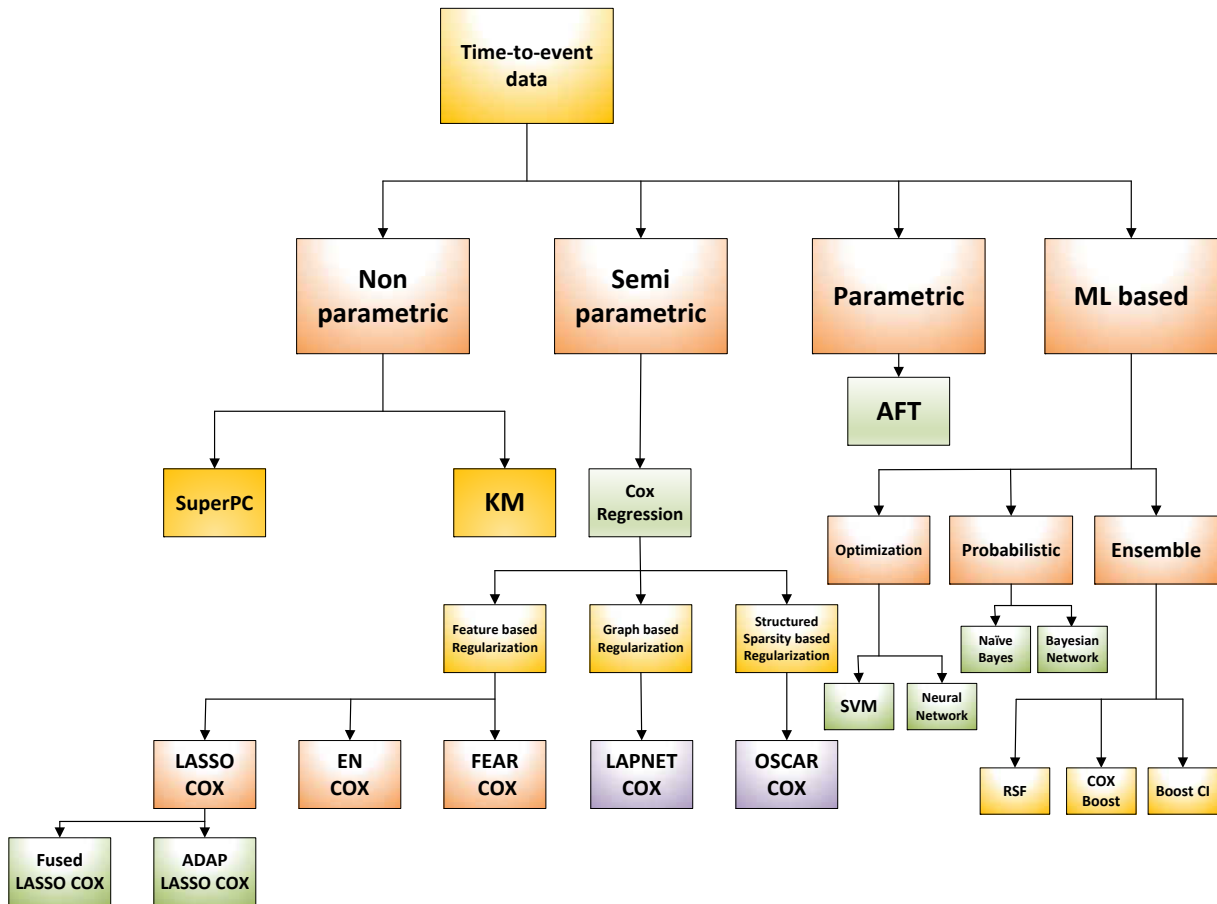 Time-to-event
data
Non
parametric
Semi
parametric
Parametric
ML based
AFT
SuperPC
KM
Cox
Regression
Optimization
Probabilistic
Ensemble
Feature based
Regularization
Graph based
Regularization
Structured
Sparsity based
Regularization
Naïve
Bayes
Bayesian
Network
SVM
Neural
Network
LASSO
COX
EN
COX
FEAR
COX
LAPNET
COX
OSCAR
COX
RSF
COX
Boost
Boost CI
Fused
LASSO COX
ADAP
LASSO COX